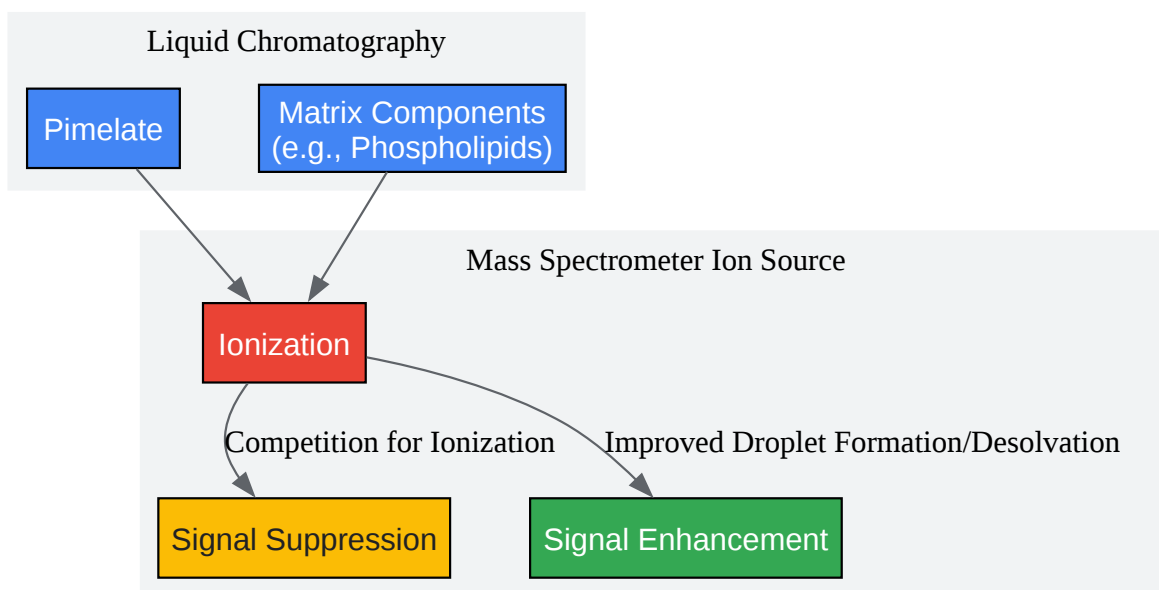 Liquid Chromatography
Pimelate
Matrix Components
(e.g., Phospholipids)
Mass Spectrometer Ion Source
Ionization
Competition for Ionization
Improved Droplet Formation/Desolvation
Signal Suppression
Signal Enhancement